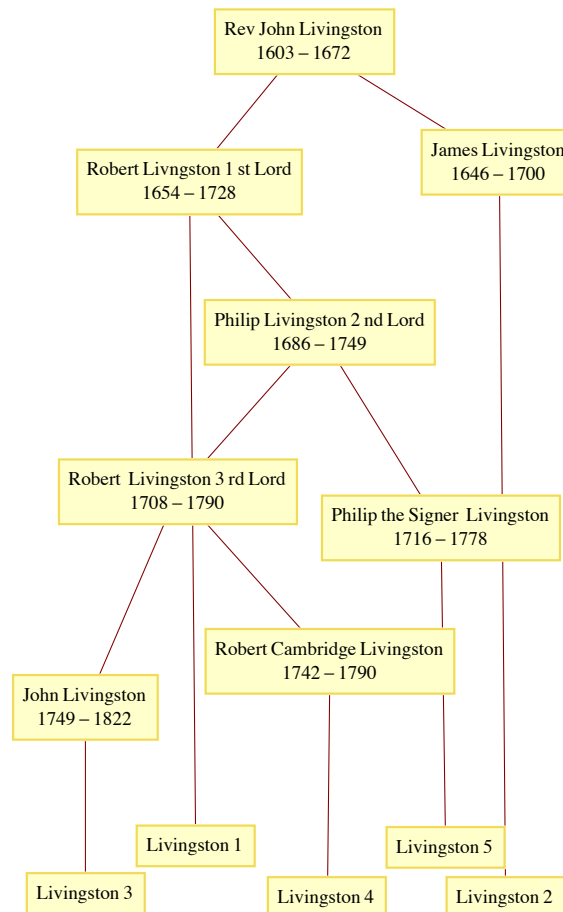 Rev John Livingston
1603 – 1672
James Livingston
1646 – 1700
Robert Livngston 1 st Lord
1654 – 1728
Philip Livingston 2 nd Lord
1686 – 1749
Robert  Livingston 3 rd Lord
1708 – 1790
Philip the Signer  Livingston
1716 – 1778
Robert Cambridge Livingston
1742 – 1790
John Livingston
1749 – 1822
Livingston 1
Livingston 5
Livingston 3
Livingston 4
Livingston 2